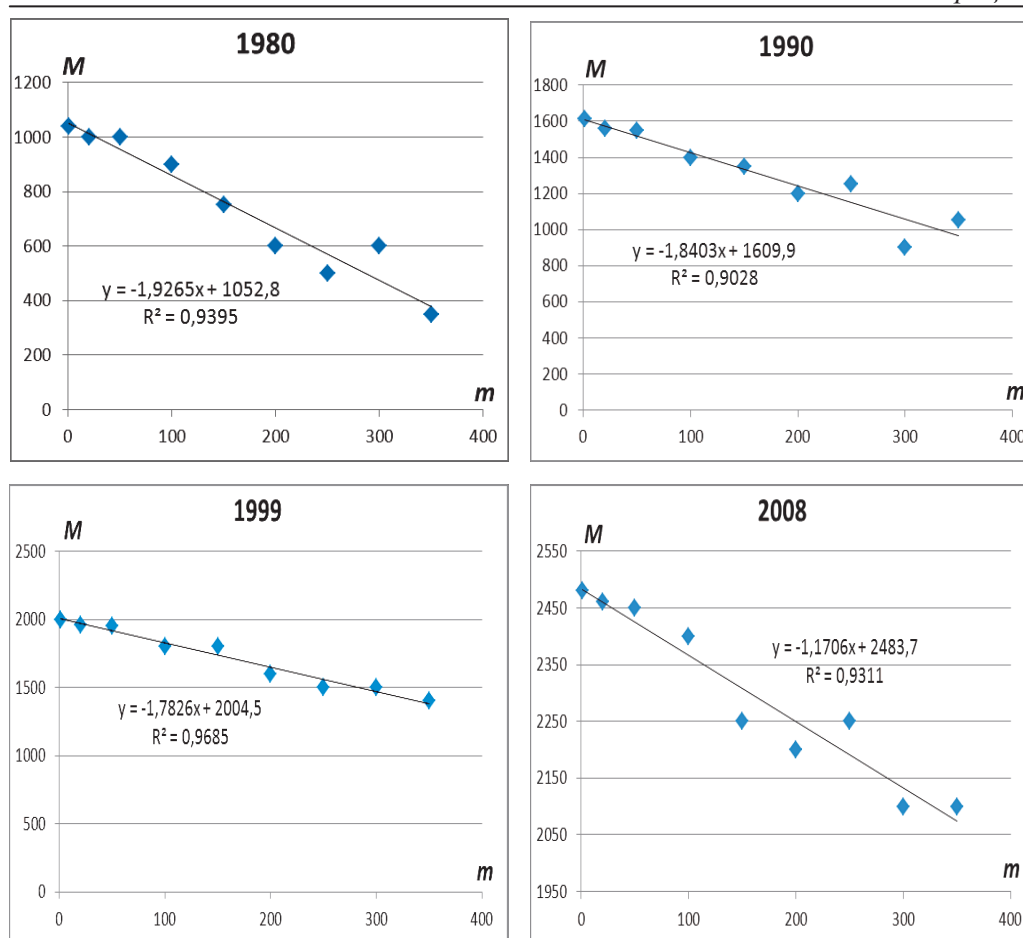 1980
M
1200
1000
800
600
400
200
0
y = -1,9265x + 1052,8
R² = 0,9395
m
0 100 200 300 400
1990
M
1800
1600
1400
1200
1000
800
600
400
200
0
y = -1,8403x + 1609,9
R² = 0,9028
m
0 100 200 300 400
1999
M
2500
2000
1500
1000
500
0
y = -1,7826x + 2004,5
R² = 0,9685
m
0 100 200 300 400
2008
M
2550
2450
2350
2250
2150
2050
1950
y = -1,1706x + 2483,7
R² = 0,9311
m
0 100 200 300 400